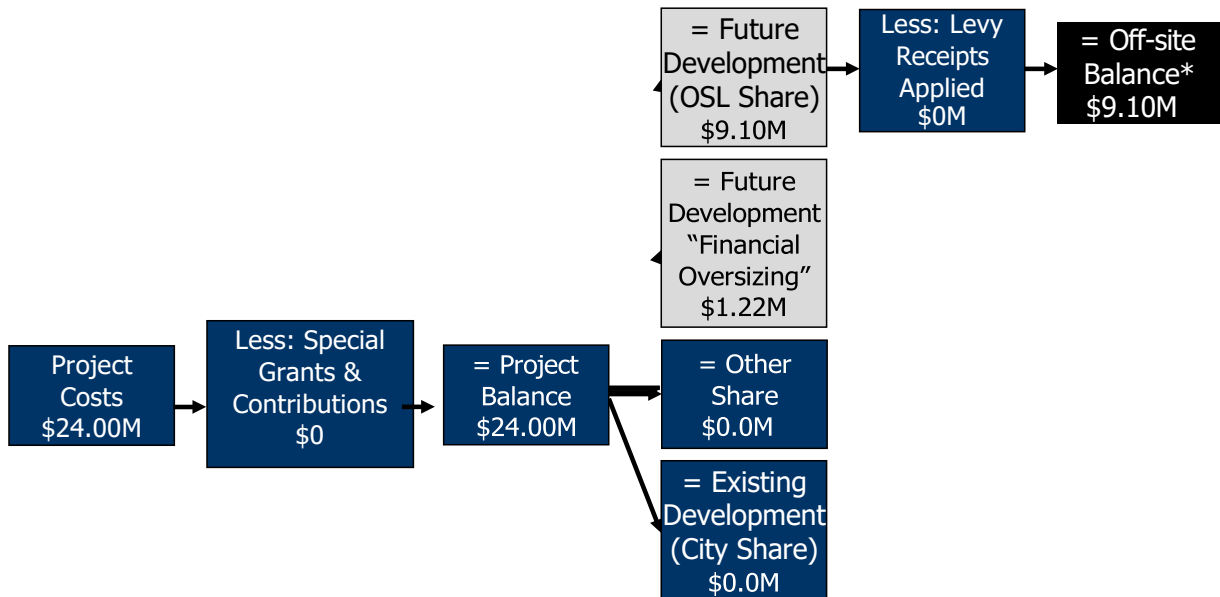 Project
Costs
$24.00M
Less: Special
Grants &
Contributions
$0
= Project
Balance
$24.00M
= Future
Development
(OSL Share)
$9.10M
Less: Levy
Receipts
Applied
$0M
= Off-site
Balance*
$9.10M
= Future
Development
“Financial
Oversizing”
$1.22M
= Other
Share
$0.0M
= Existing
Development
(City Share)
$0.0M